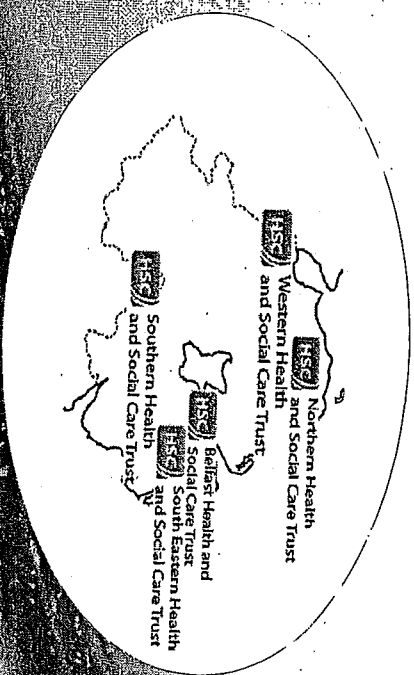 HSC Northern Health
and Social Care Trust
HSC Western Health
and Social Care Trust
HSC Belfast Health and
Social Care Trust
HSC South Eastern Health
and Social Care Trust
HSC Southern Health
and Social Care Trust